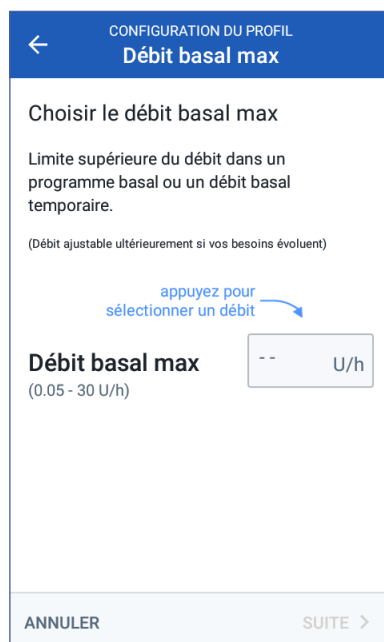 CONFIGURATION DU PROFIL
Débit basal max
Choisir le débit basal max
Limite supérieure du débit dans un
programme basal ou un débit basal
temporaire.
(Débit ajustable ultérieurement si vos besoins évoluent)
appuyez pour
sélectionner un débit
Débit basal max
-- U/h
(0.05 - 30 U/h)
ANNULER
SUITE >